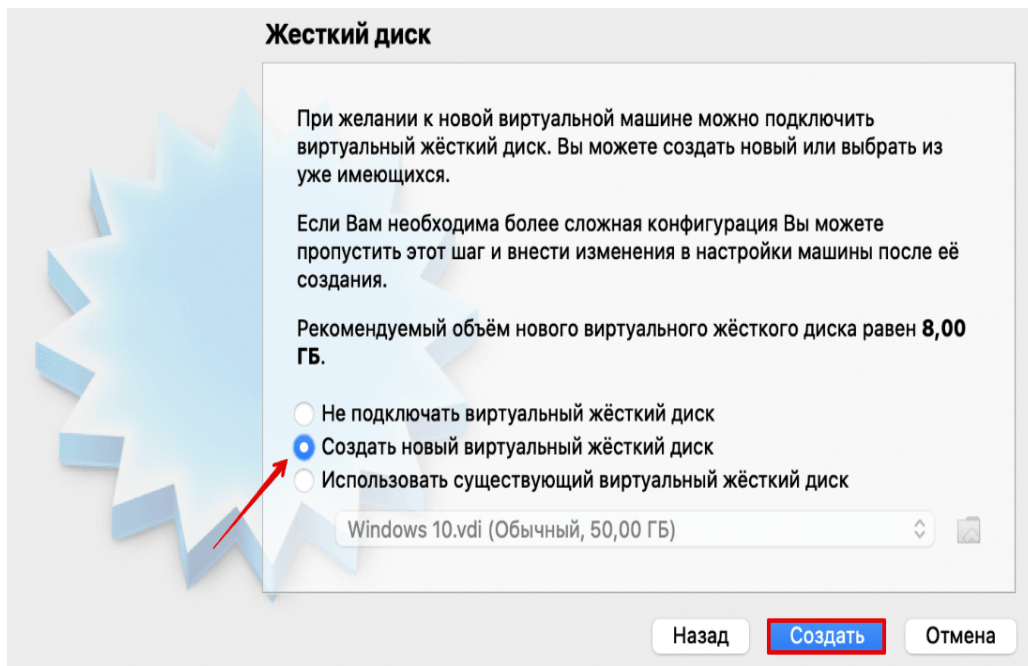 Жесткий диск
При желании к новой виртуальной машине можно подключить
виртуальный жёсткий диск. Вы можете создать новый или выбрать из
уже имеющихся.
Если Вам необходима более сложная конфигурация Вы можете
пропустить этот шаг и внести изменения в настройки машины после её
создания.
Рекомендуемый объём нового виртуального жёсткого диска равен 8,00
ГБ.
Не подключать виртуальный жёсткий диск
Создать новый виртуальный жёсткий диск
Использовать существующий виртуальный жёсткий диск
Windows 10.vdi (Обычный, 50,00 ГБ)
Назад Создать Отмена